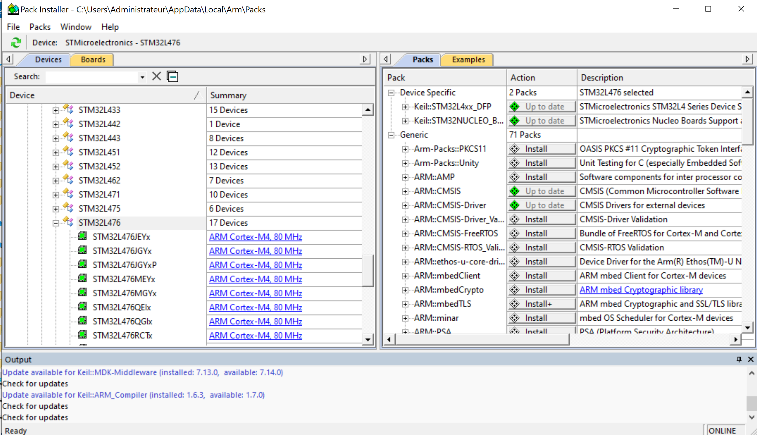 Pack Installer - C:\Users\Administrateur\AppData\Local\Arm\Packs
File Packs Window Help
Device: STMicroelectronics - STM32L476
Devices Boards
Search:
Device / Summary
STM32L433 15 Devices
STM32L442 1 Device
STM32L443 8 Devices
STM32L451 12 Devices
STM32L452 13 Devices
STM32L462 7 Devices
STM32L471 10 Devices
STM32L475 6 Devices
STM32L476 17 Devices
STM32L476JEYx ARM Cortex-M4, 80 MHz
STM32L476JGYx ARM Cortex-M4, 80 MHz
STM32L476JGYxP ARM Cortex-M4, 80 MHz
STM32L476MEYx ARM Cortex-M4, 80 MHz
STM32L476MGYx ARM Cortex-M4, 80 MHz
STM32L476QEIx ARM Cortex-M4, 80 MHz
STM32L476QGIx ARM Cortex-M4, 80 MHz
STM32L476RCTx ARM Cortex-M4, 80 MHz
Packs Examples
Pack Action Description
Device Specific 2 Packs STM32L476 selected
Keil::STM32L4xx_DFP Up to date STMicroelectronics STM32L4 Series Device S
Keil::STM32NUCLEO_B... Up to date STMicroelectronics Nucleo Boards Support
Generic 71 Packs
Arm-Packs::PKCS11 Install OASIS PKCS #11 Cryptographic Token Interf
Arm-Packs::Unity Install Unit Testing for C (especially Embedded Sof
ARM::AMP Install Software components for inter processor co
ARM::CMSIS Up to date CMSIS (Common Microcontroller Software
ARM::CMSIS-Driver Up to date CMSIS Drivers for external devices
ARM::CMSIS-Driver_Va... Install CMSIS-Driver Validation
ARM::CMSIS-FreeRTOS Install Bundle of FreeRTOS for Cortex-M and Corte
ARM::CMSIS-RTOS_Vali... Install CMSIS-RTOS Validation
ARM::ethos-u-core-dri... Install Device Driver for the Arm(R) Ethos(TM)-U N
ARM::mbedClient Install ARM mbed Client for Cortex-M devices
ARM::mbedCrypto Install ARM mbed Cryptographic library
ARM::mbedTLS Install+ ARM mbed Cryptographic and SSL/TLS libra
ARM::minar Install mbed OS Scheduler for Cortex-M devices
ARM::PSA Install PSA (Platform Security Architecture)
Output
Update available for Keil::MDK-Middleware (installed: 7.13.0, available: 7.14.0)
Check for updates
Update available for Keil::ARM_Compiler (installed: 1.6.3, available: 1.7.0)
Check for updates
Check for updates
Ready ONLINE